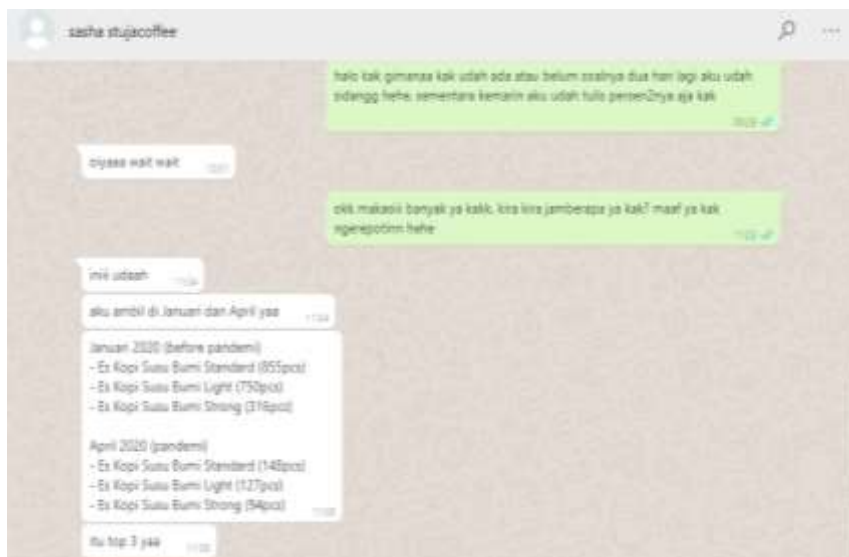 sasha stujacoffee
halo kak gimanaa kak udah ada atau belum soalnya dua hari lagi aku udah
sidangg hehe, sementara kemarin aku udah tulis persen2nya aja kak
oiyaaa wait wait
okk makasii banyak ya kakk, kira kira jamberapa ya kak? maaf ya kak
ngerepotinn hehe
iniii udaah
aku ambil di Januari dan April yaa
Januari 2020 (before pandemi)
- Es Kopi Susu Bumi Standard (855pcs)
- Es Kopi Susu Bumi Light (750pcs)
- Es Kopi Susu Bumi Strong (316pcs)
April 2020 (pandemi)
- Es Kopi Susu Bumi Standard (148pcs)
- Es Kopi Susu Bumi Light (127pcs)
- Es Kopi Susu Bumi Strong (94pcs)
itu top 3 yaa